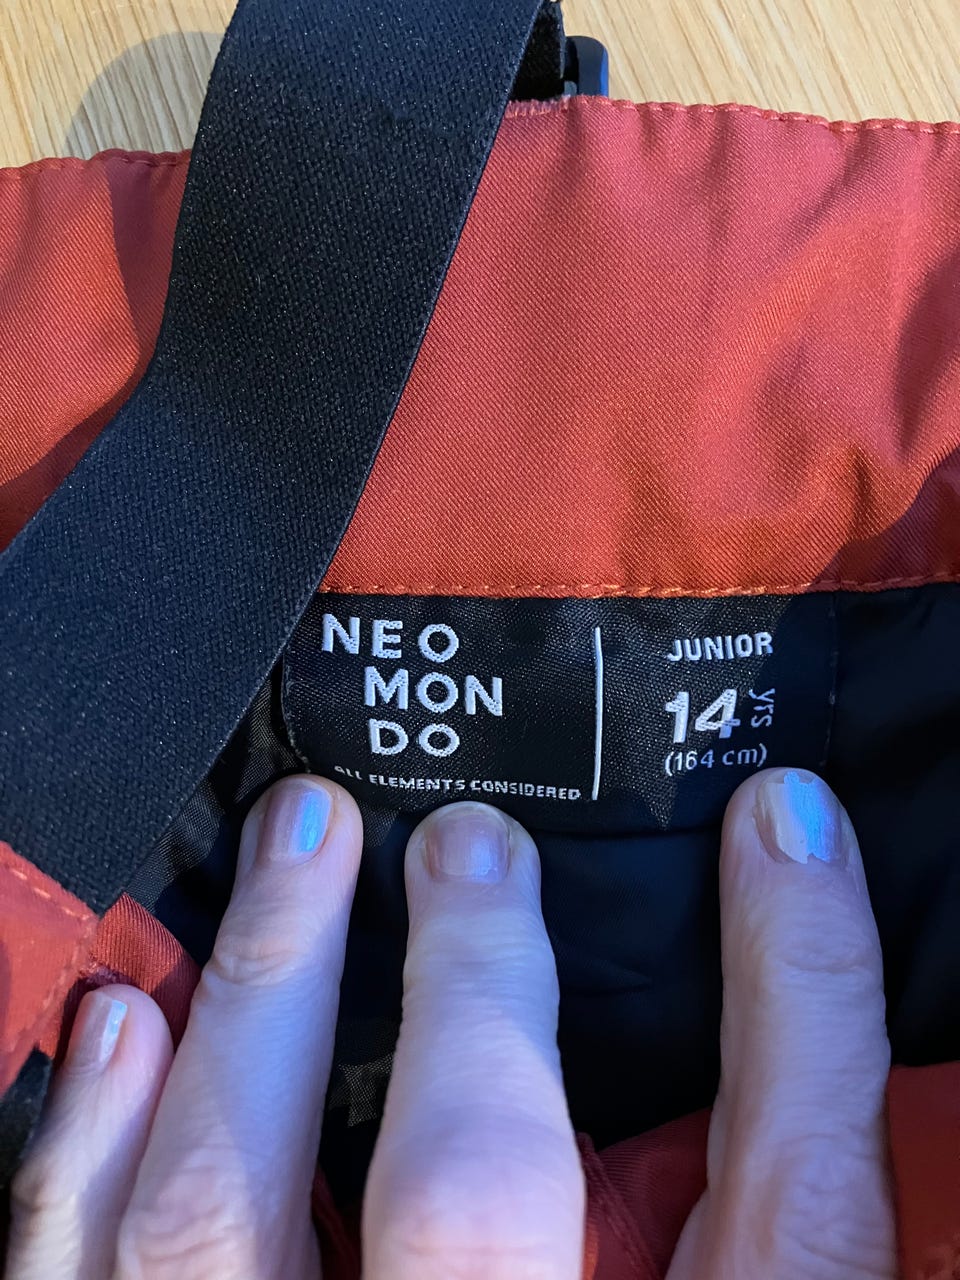 NEO
MON
DO
ALL ELEMENTS CONSIDERED
JUNIOR
14 yrs
(164 cm)